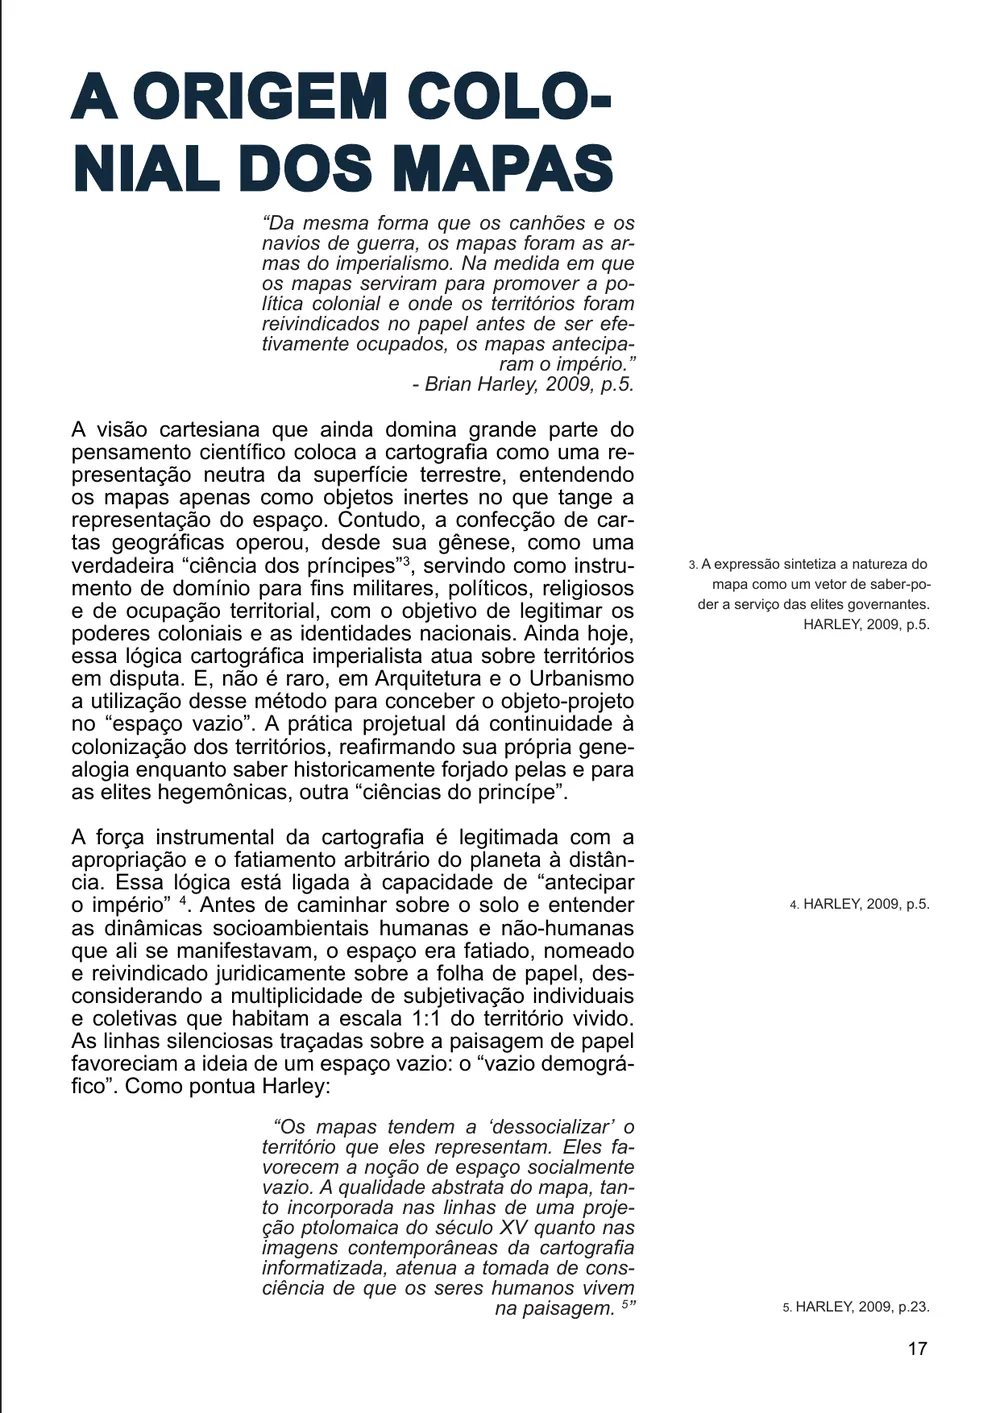 A ORIGEM COLO-
NIAL DOS MAPAS
“Da mesma forma que os canhões e os
navios de guerra, os mapas foram as ar-
mas do imperialismo. Na medida em que
os mapas serviram para promover a po-
lítica colonial e onde os territórios foram
reivindicados no papel antes de ser efe-
tivamente ocupados, os mapas antecipa-
ram o império.”
- Brian Harley, 2009, p.5.
A visão cartesiana que ainda domina grande parte do
pensamento científico coloca a cartografia como uma re-
presentação neutra da superfície terrestre, entendendo
os mapas apenas como objetos inertes no que tange a
representação do espaço. Contudo, a confecção de car-
tas geográficas operou, desde sua gênese, como uma
verdadeira “ciência dos príncipes”³, servindo como instru-
mento de domínio para fins militares, políticos, religiosos
e de ocupação territorial, com o objetivo de legitimar os
poderes coloniais e as identidades nacionais. Ainda hoje,
essa lógica cartográfica imperialista atua sobre territórios
em disputa. E, não é raro, em Arquitetura e o Urbanismo
a utilização desse método para conceber o objeto-projeto
no “espaço vazio”. A prática projetual dá continuidade à
colonização dos territórios, reafirmando sua própria gene-
alogia enquanto saber historicamente forjado pelas e para
as elites hegemônicas, outra “ciências do princípe”.
3. A expressão sintetiza a natureza do
mapa como um vetor de saber-po-
der a serviço das elites governantes.
HARLEY, 2009, p.5.
A força instrumental da cartografia é legitimada com a
apropriação e o fatiamento arbitrário do planeta à distân-
cia. Essa lógica está ligada à capacidade de “antecipar
o império” ⁴. Antes de caminhar sobre o solo e entender
as dinâmicas socioambientais humanas e não-humanas
que ali se manifestavam, o espaço era fatiado, nomeado
e reivindicado juridicamente sobre a folha de papel, des-
considerando a multiplicidade de subjetivação individuais
e coletivas que habitam a escala 1:1 do território vivido.
As linhas silenciosas traçadas sobre a paisagem de papel
favoreciam a ideia de um espaço vazio: o “vazio demográ-
fico”. Como pontua Harley:
4. HARLEY, 2009, p.5.
“Os mapas tendem a ‘dessocializar’ o
território que eles representam. Eles fa-
vorecem a noção de espaço socialmente
vazio. A qualidade abstrata do mapa, tan-
to incorporada nas linhas de uma proje-
ção ptolomaica do século XV quanto nas
imagens contemporâneas da cartografia
informatizada, atenua a tomada de cons-
ciência de que os seres humanos vivem
na paisagem. ⁵”
5. HARLEY, 2009, p.23.
17